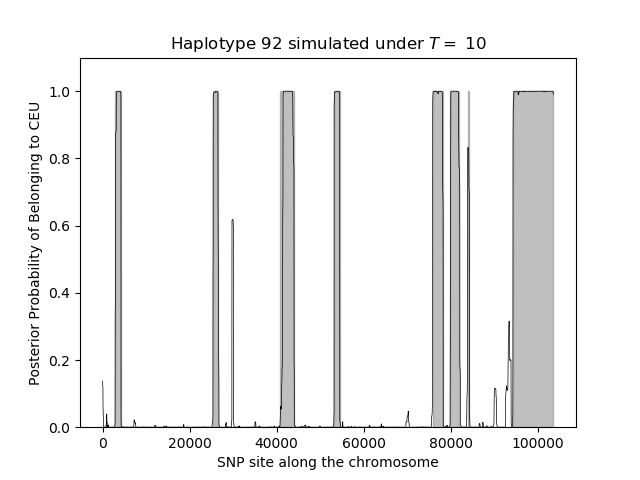 Haplotype 92 simulated under T = 10
Posterior Probability of Belonging to CEU
1.0
0.8
0.6
0.4
0.2
0.0
0 20000 40000 60000 80000 100000
SNP site along the chromosome